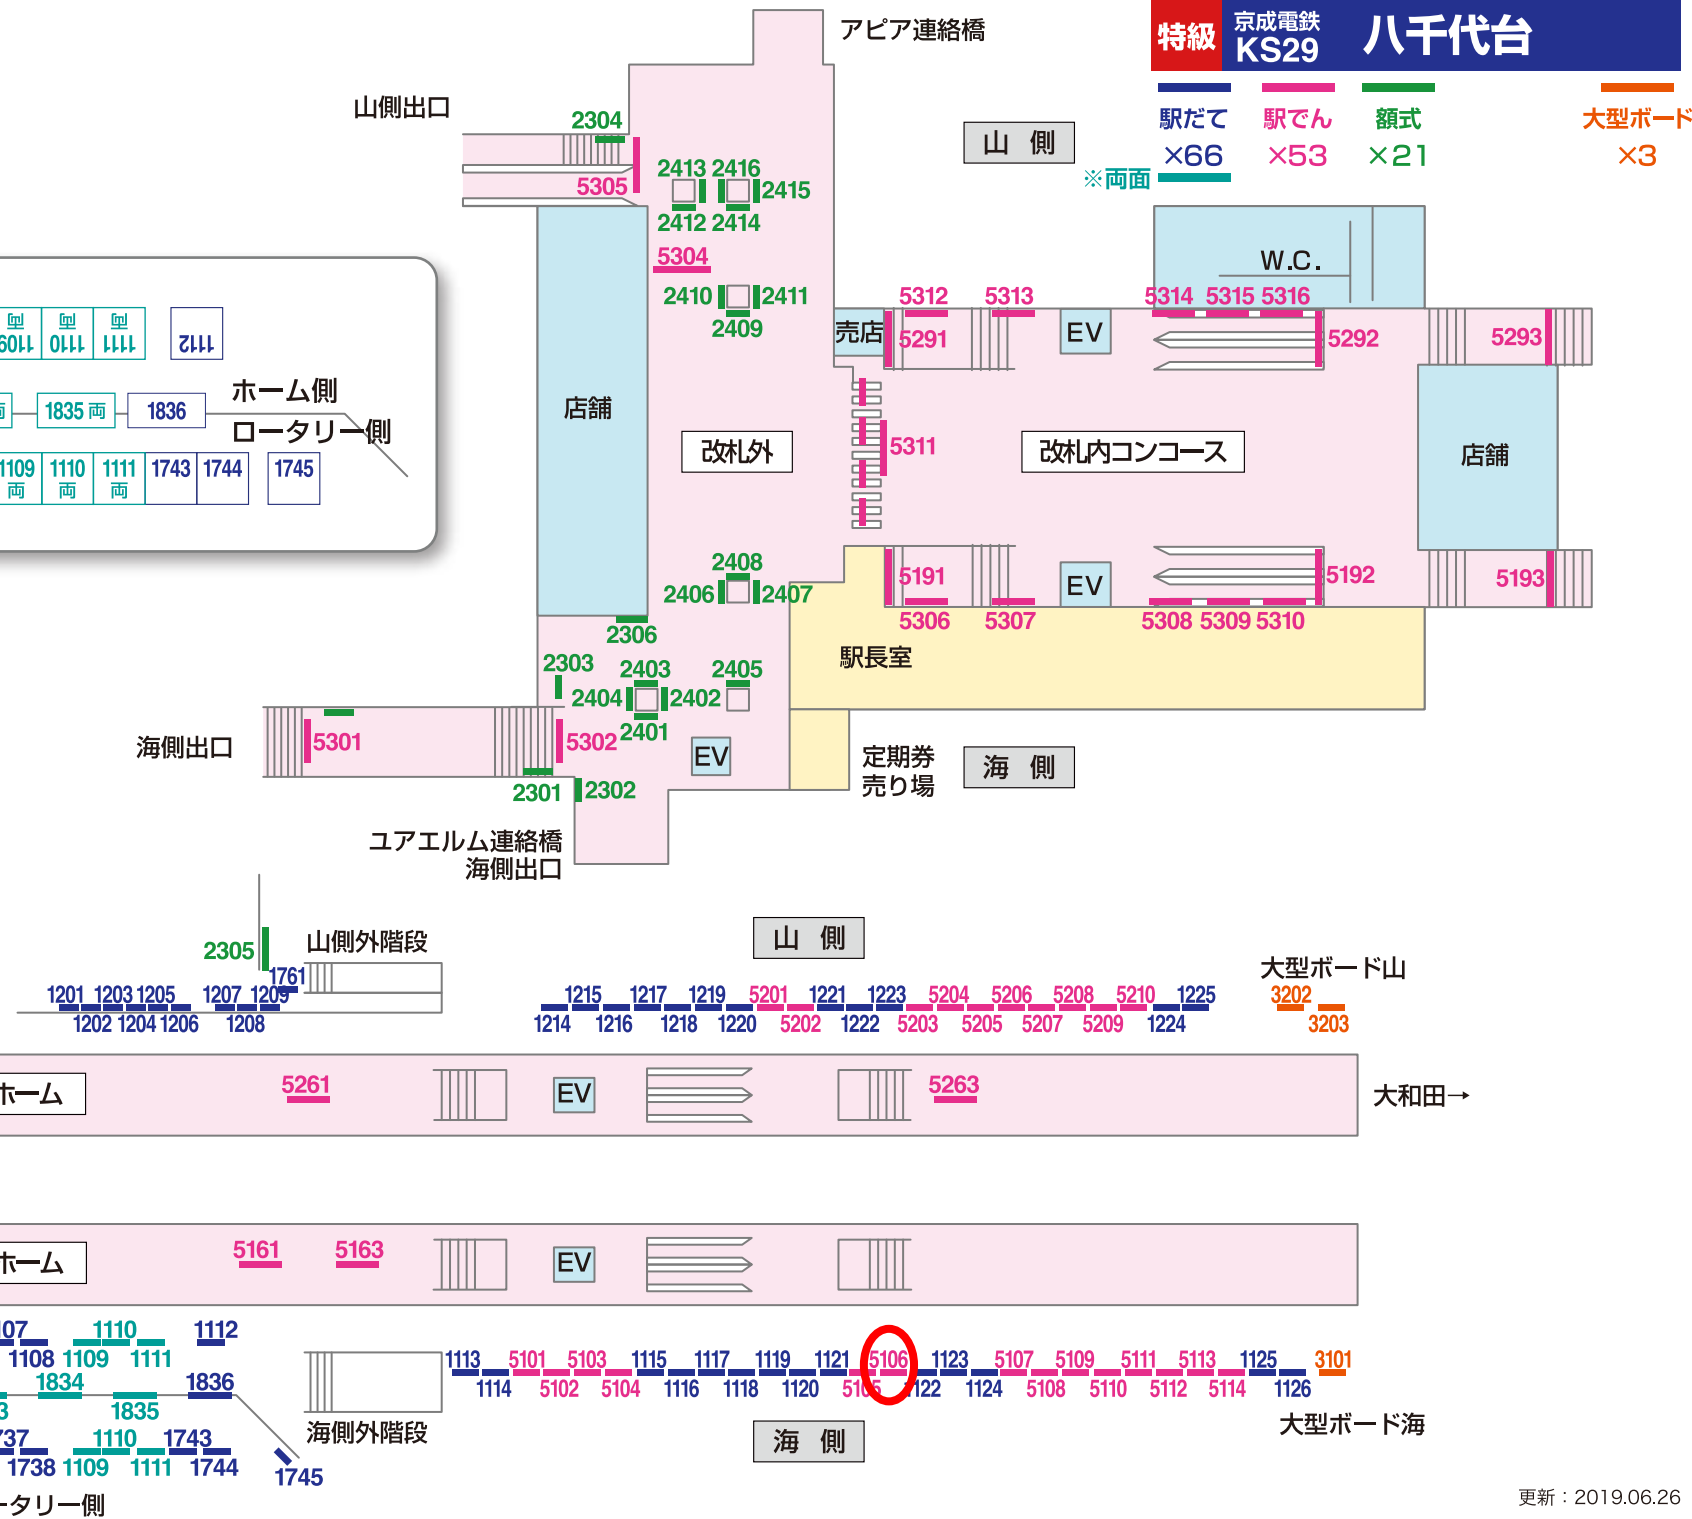 特級
京成電鉄
KS29
八千代台
駅だて
×66
駅でん
×53
額式
×21
大型ボード
×3
※両面
アピア連絡橋
山側出口
2304
5305
2413 2416
2415
2412 2414
5304
2410
2411
2409
山 側
W.C.
5312 5313
5314 5315 5316
売店
5291
EV
5292
5293
店舗
改札外
5311
改札内コンコース
店舗
1110
1111
1112
ホーム側
1835 両
1836
ロータリー側
1109 両
1110 両
1111 両
1743
1744
1745
2408
2406
2407
5191
EV
5192
5193
5306 5307
5308 5309 5310
2306
駅長室
2303
2403
2405
2404
2402
2401
海側出口
5301
5302
EV
定期券
売り場
海 側
2301
2302
ユアエルム連絡橋
海側出口
2305
山側外階段
山 側
大型ボード山
1761
1201 1203 1205 1207 1209
1202 1204 1206 1208
1215 1217 1219 5201 1221 1223 5204 5206 5208 5210 1225
1214 1216 1218 1220 5202 1222 5203 5205 5207 5209 1224
3202
3203
ホーム
5261
EV
5263
大和田→
ホーム
5161
5163
EV
1108
1110
1109
1111
1112
1834
1835
1836
1738
1110
1109
1111
1743
1744
1745
1113 5101 5103 1115 1117 1119 1121 5106 1123 5107 5109 5111 5113 1125 3101
1114 5102 5104 1116 1118 1120 5105 1122 1124 5108 5110 5112 5114 1126
海側外階段
海 側
大型ボード海
タリー側
更新：2019.06.26